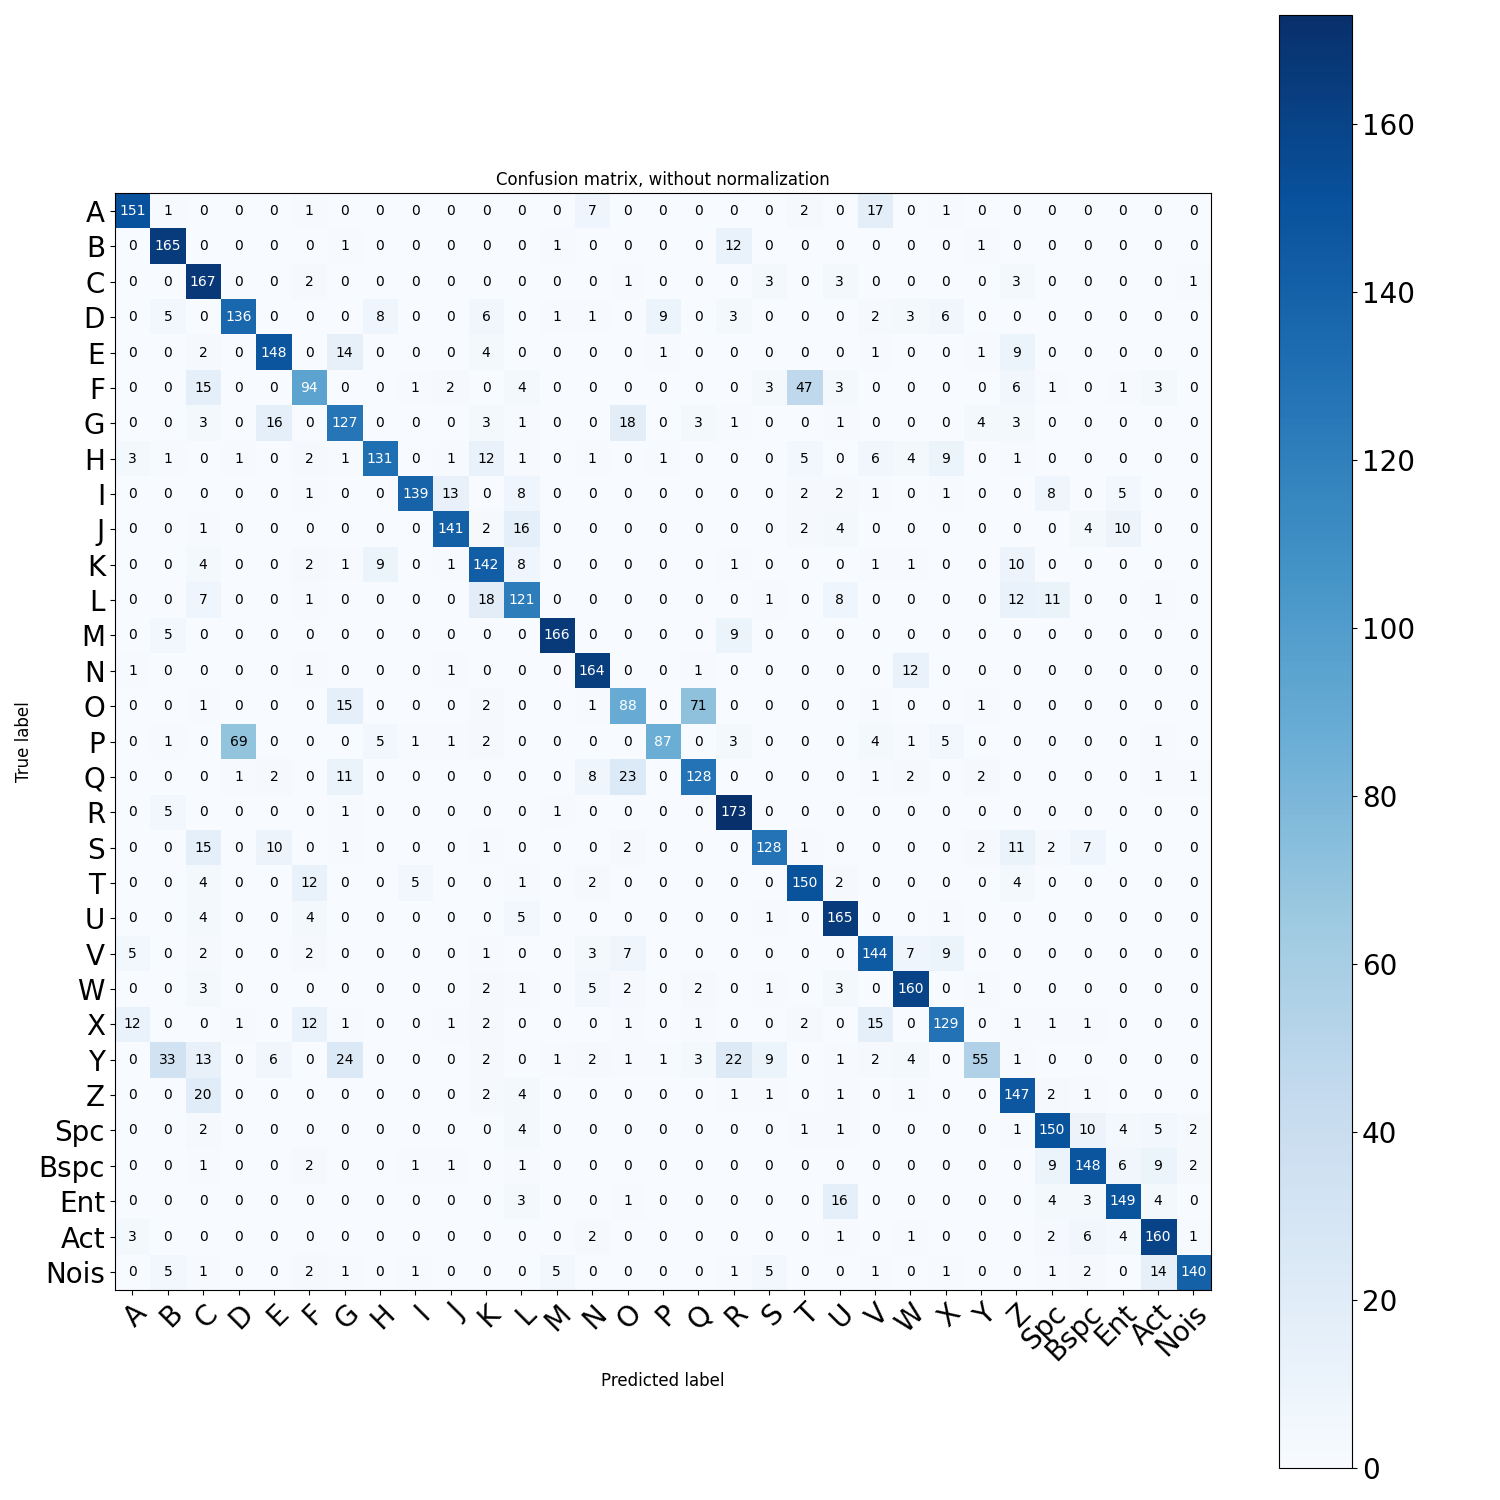 Confusion matrix, without normalization
A 151 1 0 0 0 1 0 0 0 0 0 0 0 7 0 0 0 0 0 2 0 17 0 1 0 0 0 0 0 0 0
B 0 165 0 0 0 0 1 0 0 0 0 0 1 0 0 0 0 12 0 0 0 0 0 0 1 0 0 0 0 0 0
C 0 0 167 0 0 2 0 0 0 0 0 0 0 0 1 0 0 0 3 0 3 0 0 0 0 3 0 0 0 0 1
D 0 5 0 136 0 0 0 8 0 0 6 0 1 1 0 9 0 3 0 0 0 2 3 6 0 0 0 0 0 0 0
E 0 0 2 0 148 0 14 0 0 0 4 0 0 0 0 1 0 0 0 0 0 1 0 0 1 9 0 0 0 0 0
F 0 0 15 0 0 94 0 0 1 2 0 4 0 0 0 0 0 0 3 47 3 0 0 0 0 6 1 0 1 3 0
G 0 0 3 0 16 0 127 0 0 0 3 1 0 0 18 0 3 1 0 0 1 0 0 0 4 3 0 0 0 0 0
H 3 1 0 1 0 2 1 131 0 1 12 1 0 1 0 1 0 0 0 5 0 6 4 9 0 1 0 0 0 0 0
I 0 0 0 0 0 1 0 0 139 13 0 8 0 0 0 0 0 0 0 2 2 1 0 1 0 0 8 0 5 0 0
J 0 0 1 0 0 0 0 0 0 141 2 16 0 0 0 0 0 0 0 2 4 0 0 0 0 0 0 4 10 0 0
K 0 0 4 0 0 2 1 9 0 1 142 8 0 0 0 0 0 1 0 0 0 1 1 0 0 10 0 0 0 0 0
L 0 0 7 0 0 1 0 0 0 0 18 121 0 0 0 0 0 0 1 0 8 0 0 0 0 12 11 0 0 1 0
M 0 5 0 0 0 0 0 0 0 0 0 0 166 0 0 0 0 9 0 0 0 0 0 0 0 0 0 0 0 0 0
N 1 0 0 0 0 1 0 0 0 1 0 0 0 164 0 0 1 0 0 0 0 0 12 0 0 0 0 0 0 0 0
O 0 0 1 0 0 0 15 0 0 0 2 0 0 1 88 0 71 0 0 0 0 1 0 0 1 0 0 0 0 0 0
P 0 1 0 69 0 0 0 5 1 1 2 0 0 0 0 87 0 3 0 0 0 4 1 5 0 0 0 0 0 1 0
Q 0 0 0 1 2 0 11 0 0 0 0 0 0 8 23 0 128 0 0 0 0 1 2 0 2 0 0 0 0 1 1
R 0 5 0 0 0 0 1 0 0 0 0 0 1 0 0 0 0 173 0 0 0 0 0 0 0 0 0 0 0 0 0
S 0 0 15 0 10 0 1 0 0 0 1 0 0 0 2 0 0 0 128 1 0 0 0 0 2 11 2 7 0 0 0
T 0 0 4 0 0 12 0 0 5 0 0 1 0 2 0 0 0 0 0 150 2 0 0 0 0 4 0 0 0 0 0
U 0 0 4 0 0 4 0 0 0 0 0 5 0 0 0 0 0 0 1 0 165 0 0 1 0 0 0 0 0 0 0
V 5 0 2 0 0 2 0 0 0 0 1 0 0 3 7 0 0 0 0 0 0 144 7 9 0 0 0 0 0 0 0
W 0 0 3 0 0 0 0 0 0 0 2 1 0 5 2 0 2 0 1 0 3 0 160 0 1 0 0 0 0 0 0
X 12 0 0 1 0 12 1 0 0 1 2 0 0 0 1 0 1 0 0 2 0 15 0 129 0 1 1 1 0 0 0
Y 0 33 13 0 6 0 24 0 0 0 2 0 1 2 1 1 3 22 9 0 1 2 4 0 55 1 0 0 0 0 0
Z 0 0 20 0 0 0 0 0 0 0 2 4 0 0 0 0 0 1 1 0 1 0 1 0 0 147 2 1 0 0 0
Spc 0 0 2 0 0 0 0 0 0 0 0 4 0 0 0 0 0 0 0 1 1 0 0 0 0 1 150 10 4 5 2
Bspc 0 0 1 0 0 2 0 0 1 1 0 1 0 0 0 0 0 0 0 0 0 0 0 0 0 0 9 148 6 9 2
Ent 0 0 0 0 0 0 0 0 0 0 0 3 0 0 1 0 0 0 0 0 16 0 0 0 0 0 4 3 149 4 0
Act 3 0 0 0 0 0 0 0 0 0 0 0 0 2 0 0 0 0 0 0 1 0 1 0 0 0 2 6 4 160 1
Nois 0 5 1 0 0 2 1 0 1 0 0 0 5 0 0 0 0 1 5 0 0 1 0 1 0 0 1 2 0 14 140
A B C D E F G H I J K L M N O P Q R S T U V W X Y Z Spc Bspc Ent Act Nois
Predicted label
True label
160
140
120
100
80
60
40
20
0